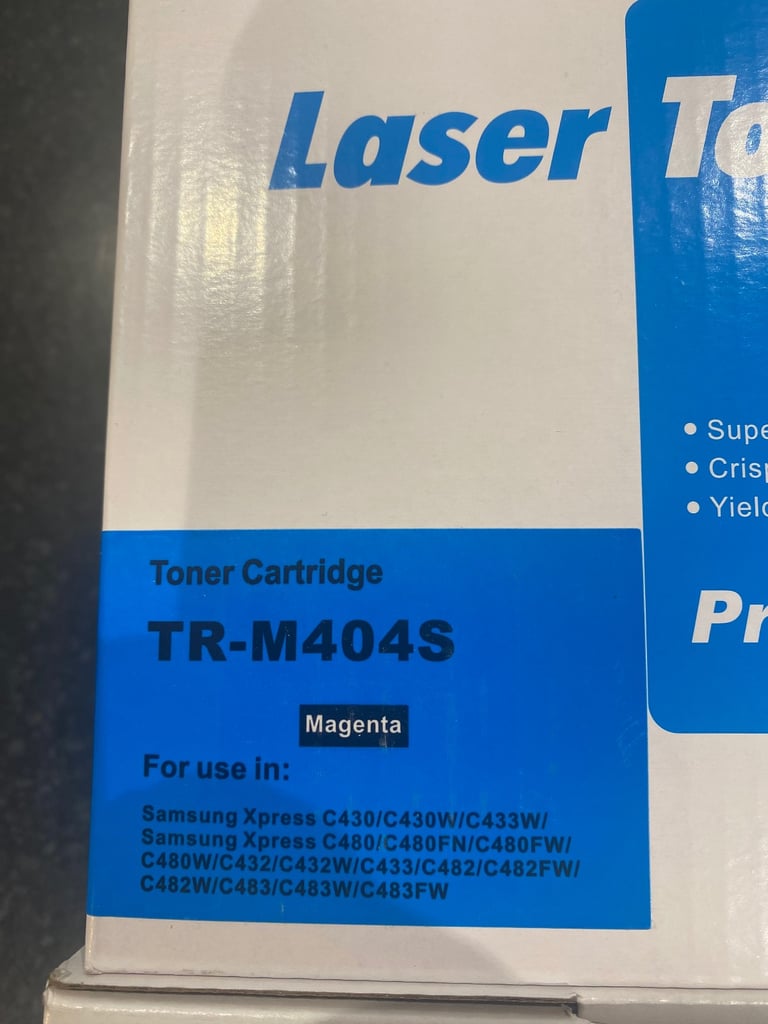 Laser
Toner Cartridge
TR-M404S
Magenta
For use in:
Samsung Xpress C430/C430W/C433W/
Samsung Xpress C480/C480FN/C480FW/
C480W/C432/C432W/C433/C482/C482FW/
C482W/C483/C483W/C483FW